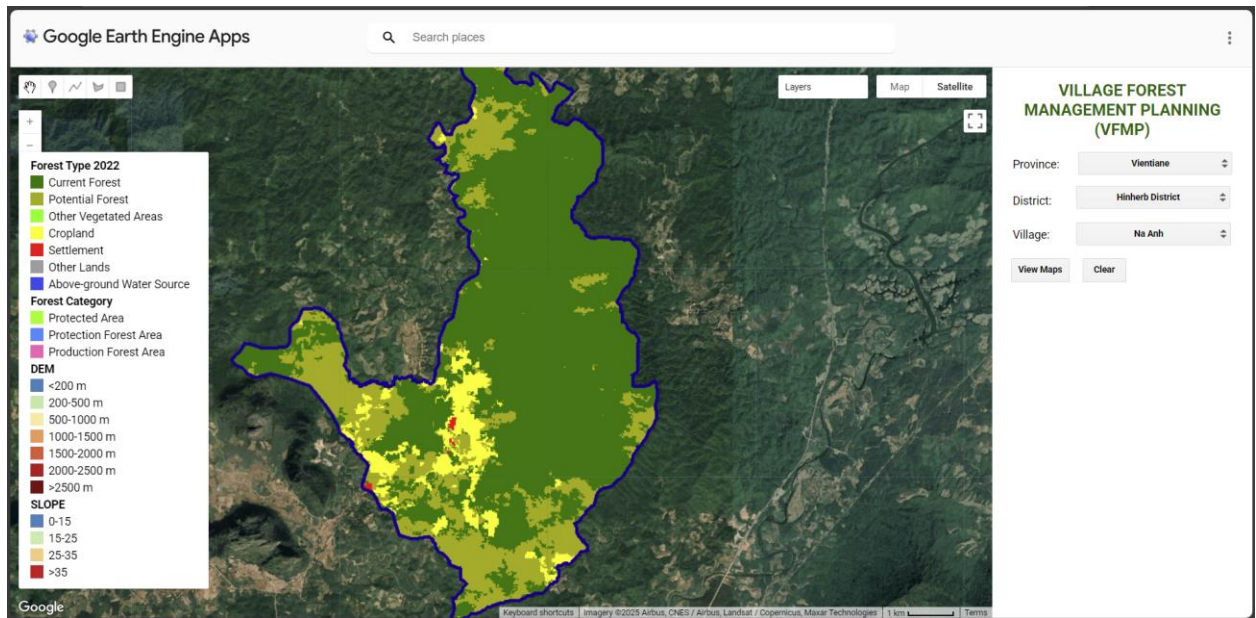 Google Earth Engine Apps
Search places
Layers
Map
Satellite
+
−
Forest Type 2022
Current Forest
Potential Forest
Other Vegetated Areas
Cropland
Settlement
Other Lands
Above-ground Water Source
Forest Category
Protected Area
Protection Forest Area
Production Forest Area
DEM
<200 m
200-500 m
500-1000 m
1000-1500 m
1500-2000 m
2000-2500 m
>2500 m
SLOPE
0-15
15-25
25-35
>35
Google
Keyboard shortcuts
Imagery ©2025 Airbus, CNES / Airbus, Landsat / Copernicus, Maxar Technologies
1 km
Terms
VILLAGE FOREST
MANAGEMENT PLANNING
(VFMP)
Province: Vientiane
District: Hinherb District
Village: Na Anh
View Maps
Clear